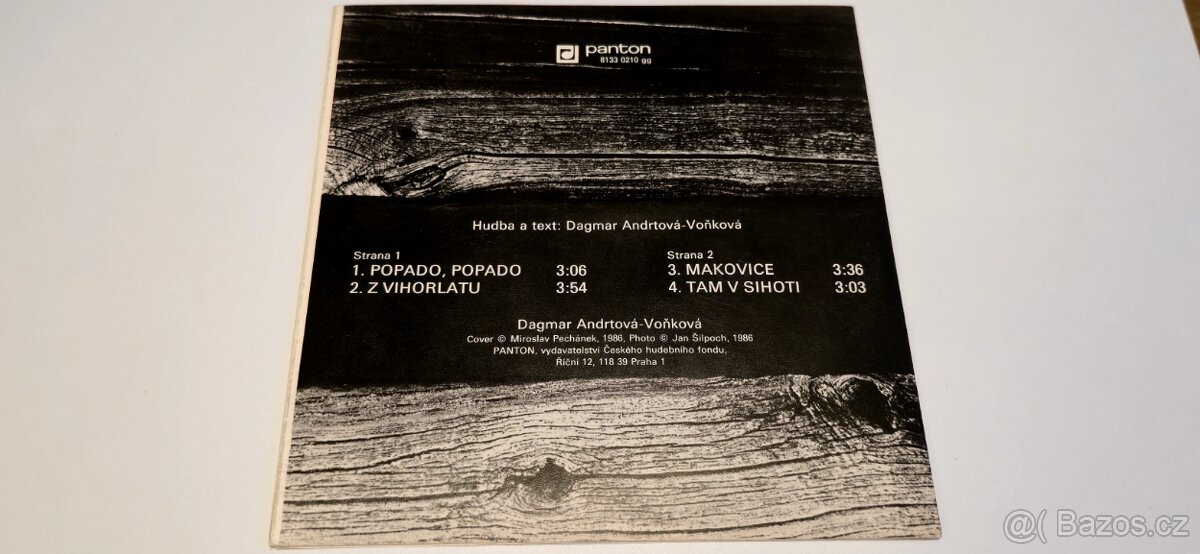 panton
8133 0210 gg
Hudba a text: Dagmar Andrtová-Voňková
Strana 1
1. POPADO, POPADO 3:06
2. Z VIHORLATU 3:54
Strana 2
3. MAKOVICE 3:36
4. TAM V SIHOTI 3:03
Dagmar Andrtová-Voňková
Cover © Miroslav Pechánek, 1986, Photo © Jan Šilpoch, 1986
PANTON, vydavatelství Českého hudebního fondu,
Říční 12, 118 39 Praha 1
@( Bazos.cz